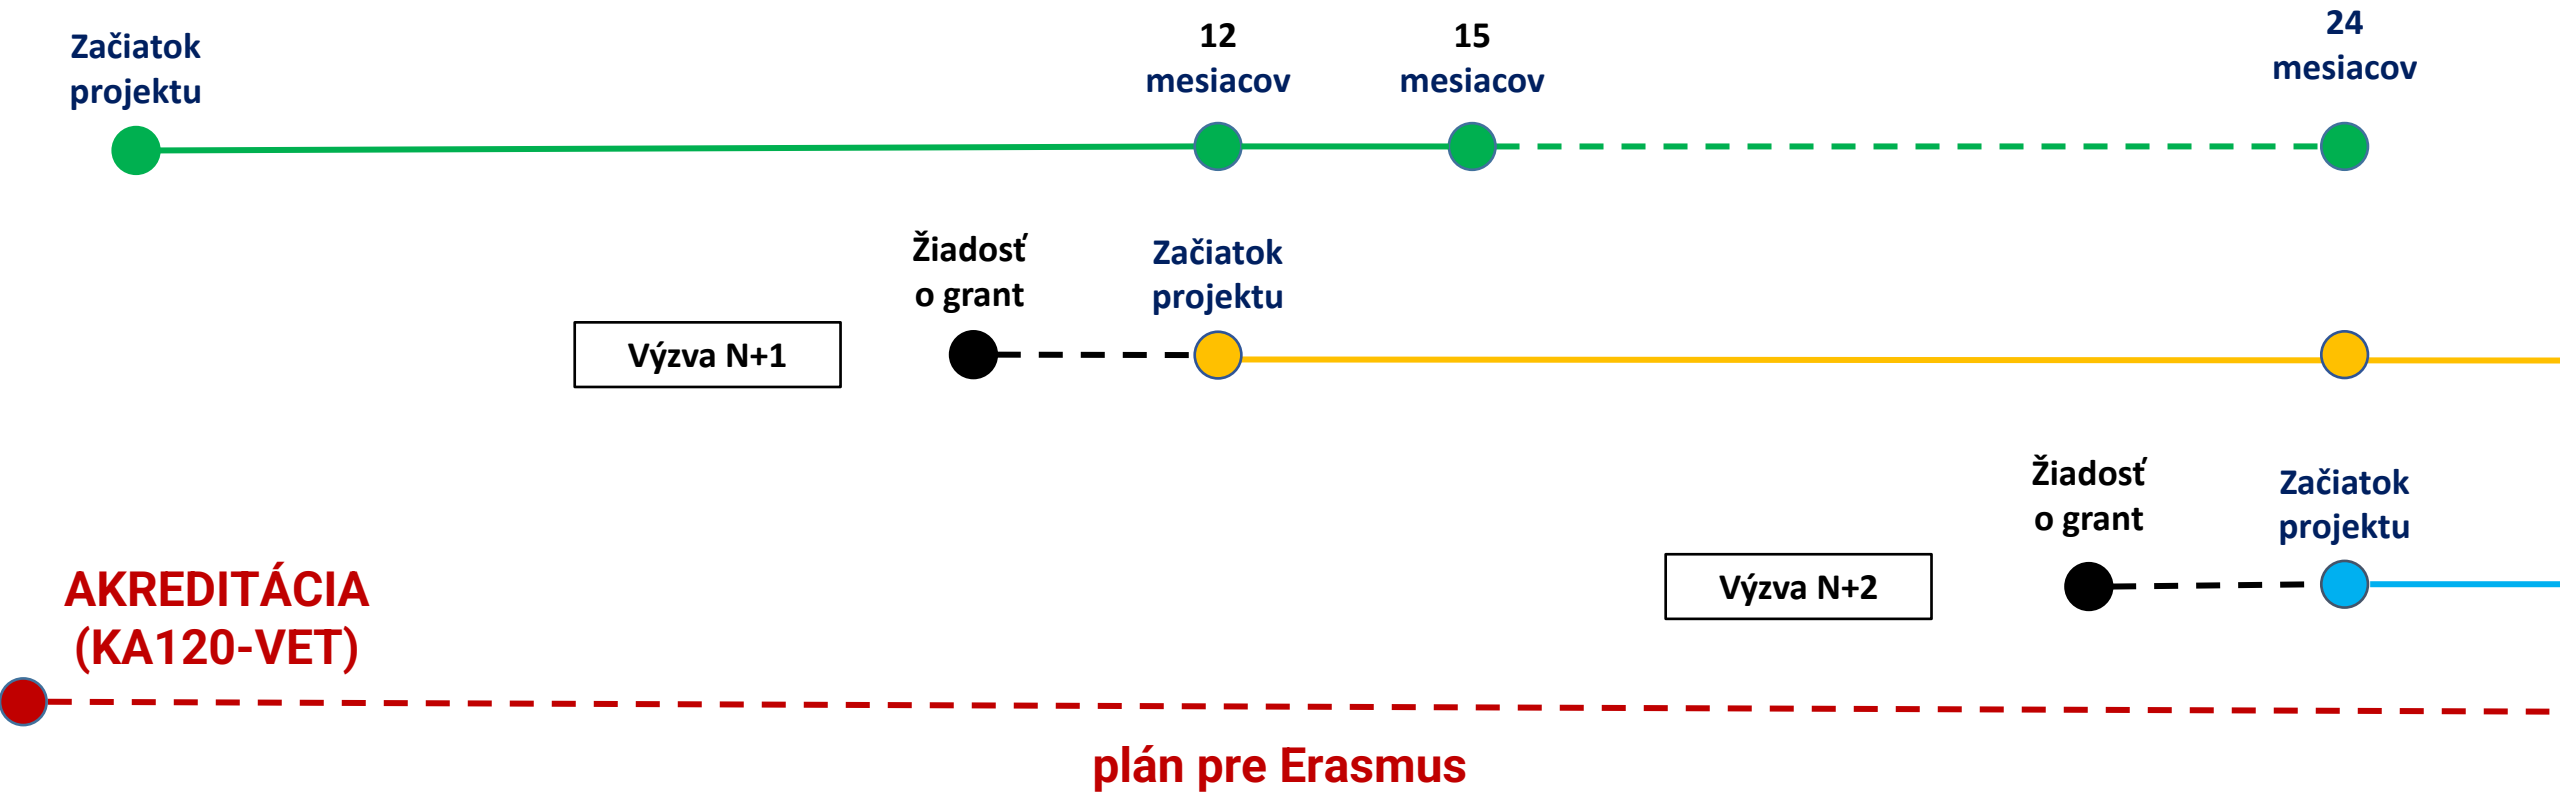 Začiatok
projektu
12
mesiacov
15
mesiacov
24
mesiacov
Žiadosť
o grant
Začiatok
projektu
Výzva N+1
Žiadosť
o grant
Začiatok
projektu
Výzva N+2
AKREDITÁCIA
(KA120-VET)
plán pre Erasmus